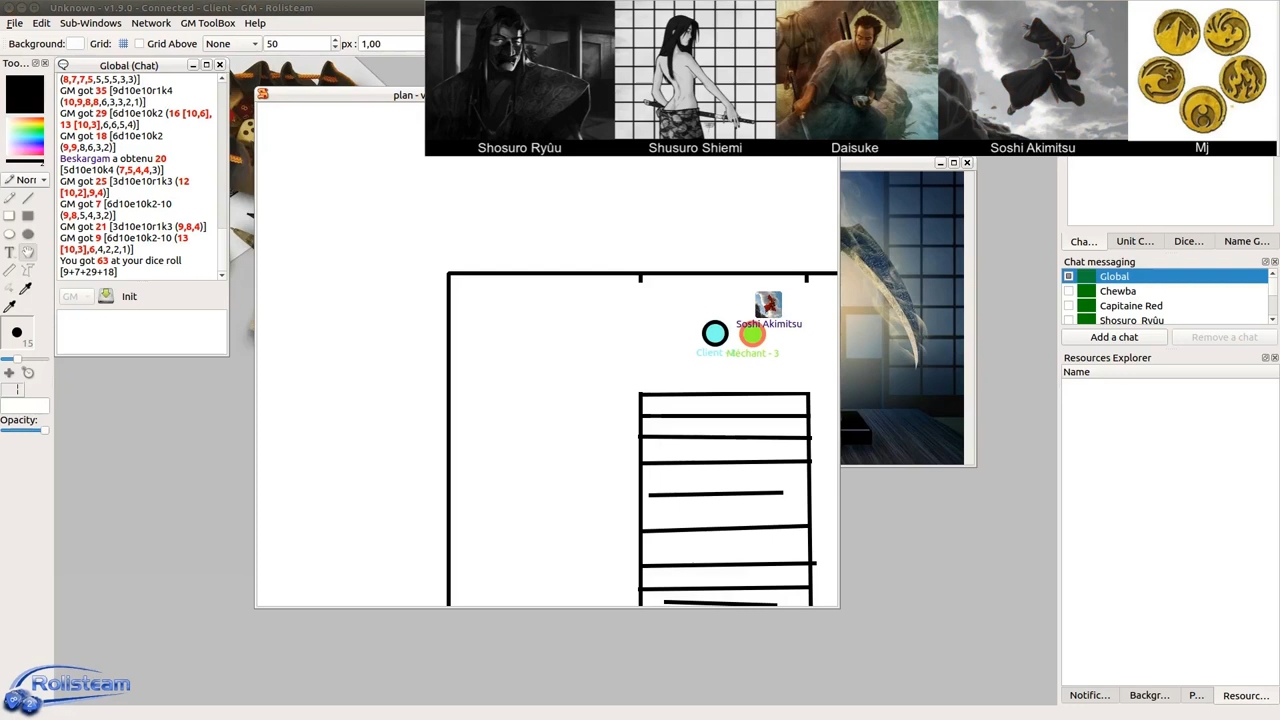 Unknown - v1.9.0 - Connected - Client - GM - Rolisteam
File Edit Sub-Windows Network GM ToolBox Help
Background: Grid: Grid Above None 50 px : 1,00
Too...
Global (Chat)
(8,7,7,5,5,5,3,3)]
GM got 35 [9d10e10r1k4
(10,9,8,8,6,3,3,2,1)]
GM got 29 [6d10e10k2 (16 [10,6],
13 [10,3],6,6,5,4)]
GM got 18 [6d10e10k2
(9,9,8,6,3,2)]
Beskargam a obtenu 20
[5d10e10k4 (7,5,4,4,3)]
GM got 25 [3d10e10r1k3 (12
[10,2],9,4)]
GM got 7 [6d10e10k2-10
(9,8,5,4,3,2)]
GM got 21 [3d10e10r1k3 (9,8,4)]
GM got 9 [6d10e10k2-10 (13
[10,3],6,4,2,2,1)]
You got 63 at your dice roll
[9+7+29+18]
GM Init
Norr
15
Opacity:
plan - v
Shosuro Ryûu
Shusuro Shiemi
Daisuke
Soshi Akimitsu
Mj
Soshi Akimitsu
Client
Méchant - 3
Cha... Unit C... Dice... Name G...
Chat messaging
Global
Chewba
Capitaine Red
Shosuro Ryûu
Add a chat Remove a chat
Resources Explorer
Name
Notific... Backgr... P... Resourc...
Rolisteam